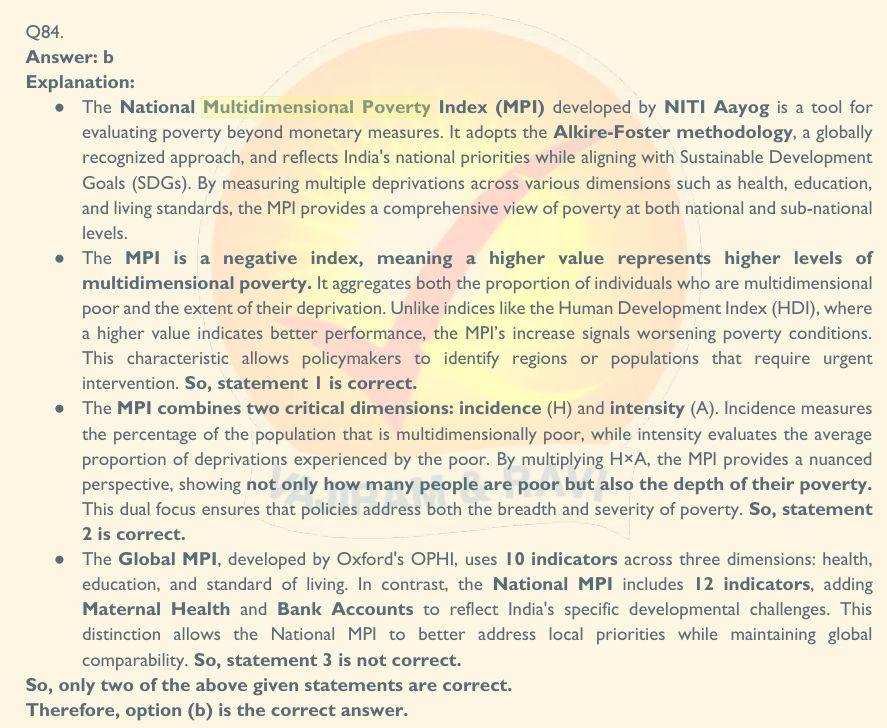 Q84.
Answer: b
Explanation:
● The National Multidimensional Poverty Index (MPI) developed by NITI Aayog is a tool for
evaluating poverty beyond monetary measures. It adopts the Alkire-Foster methodology, a globally
recognized approach, and reflects India's national priorities while aligning with Sustainable Development
Goals (SDGs). By measuring multiple deprivations across various dimensions such as health, education,
and living standards, the MPI provides a comprehensive view of poverty at both national and sub-national
levels.
● The MPI is a negative index, meaning a higher value represents higher levels of
multidimensional poverty. It aggregates both the proportion of individuals who are multidimensional
poor and the extent of their deprivation. Unlike indices like the Human Development Index (HDI), where
a higher value indicates better performance, the MPI's increase signals worsening poverty conditions.
This characteristic allows policymakers to identify regions or populations that require urgent
intervention. So, statement 1 is correct.
● The MPI combines two critical dimensions: incidence (H) and intensity (A). Incidence measures
the percentage of the population that is multidimensionally poor, while intensity evaluates the average
proportion of deprivations experienced by the poor. By multiplying H×A, the MPI provides a nuanced
perspective, showing not only how many people are poor but also the depth of their poverty.
VAJIRAM & RAVI
This dual focus ensures that policies address both the breadth and severity of poverty. So, statement
2 is correct.
● The Global MPI, developed by Oxford's OPHI, uses 10 indicators across three dimensions: health,
education, and standard of living. In contrast, the National MPI includes 12 indicators, adding
Maternal Health and Bank Accounts to reflect India's specific developmental challenges. This
distinction allows the National MPI to better address local priorities while maintaining global
comparability. So, statement 3 is not correct.
So, only two of the above given statements are correct.
Therefore, option (b) is the correct answer.